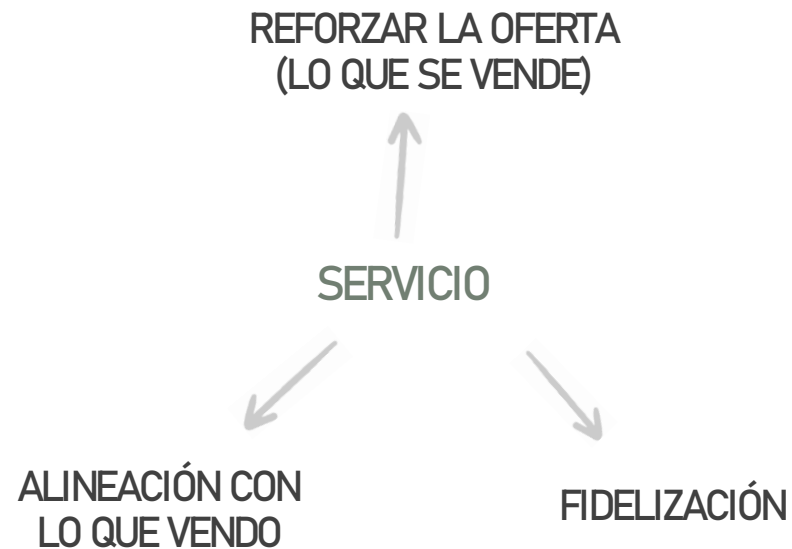 REFORZAR LA OFERTA
(LO QUE SE VENDE)
SERVICIO
ALINEACIÓN CON
LO QUE VENDO
FIDELIZACIÓN